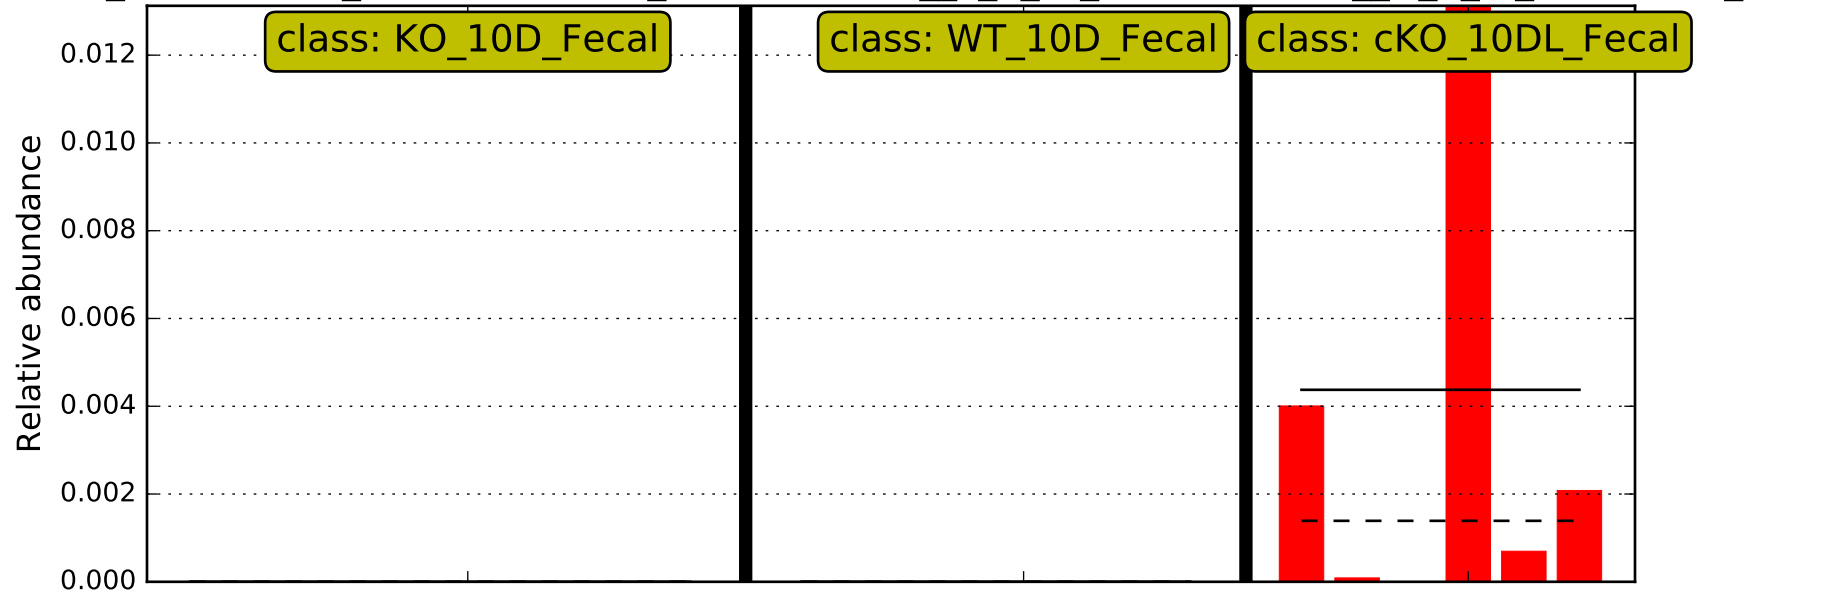 class: KO_10D_Fecal
class: WT_10D_Fecal
class: cKO_10DL_Fecal
Relative abundance
0.012
0.010
0.008
0.006
0.004
0.002
0.000